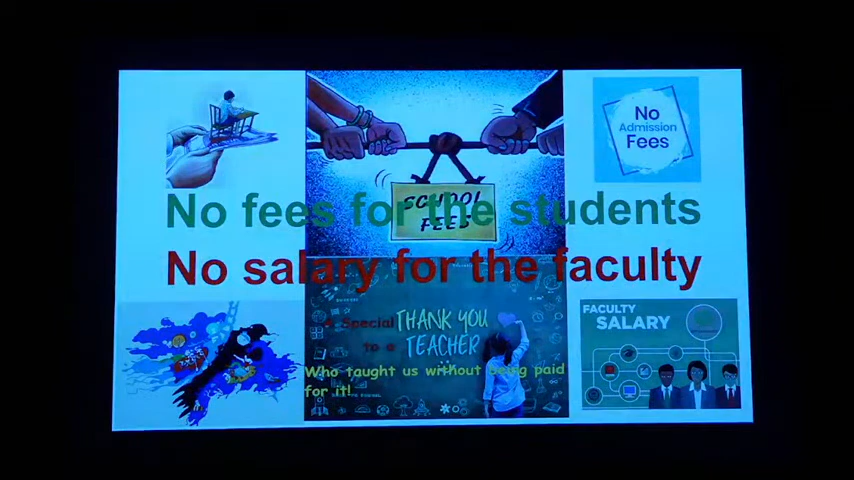 No
Admission
Fees
SCHOOL
FEES
No fees for the students
No salary for the faculty
A Special THANK YOU
to a TEACHER
Who taught us without being paid
for it!
FACULTY
SALARY